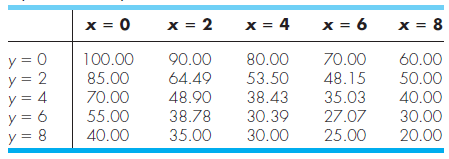 x = 0 x = 2 x = 4 x = 6 x = 8
y = 0 100.00 90.00 80.00 70.00 60.00
y = 2 85.00 64.49 53.50 48.15 50.00
y = 4 70.00 48.90 38.43 35.03 40.00
y = 6 55.00 38.78 30.39 27.07 30.00
y = 8 40.00 35.00 30.00 25.00 20.00